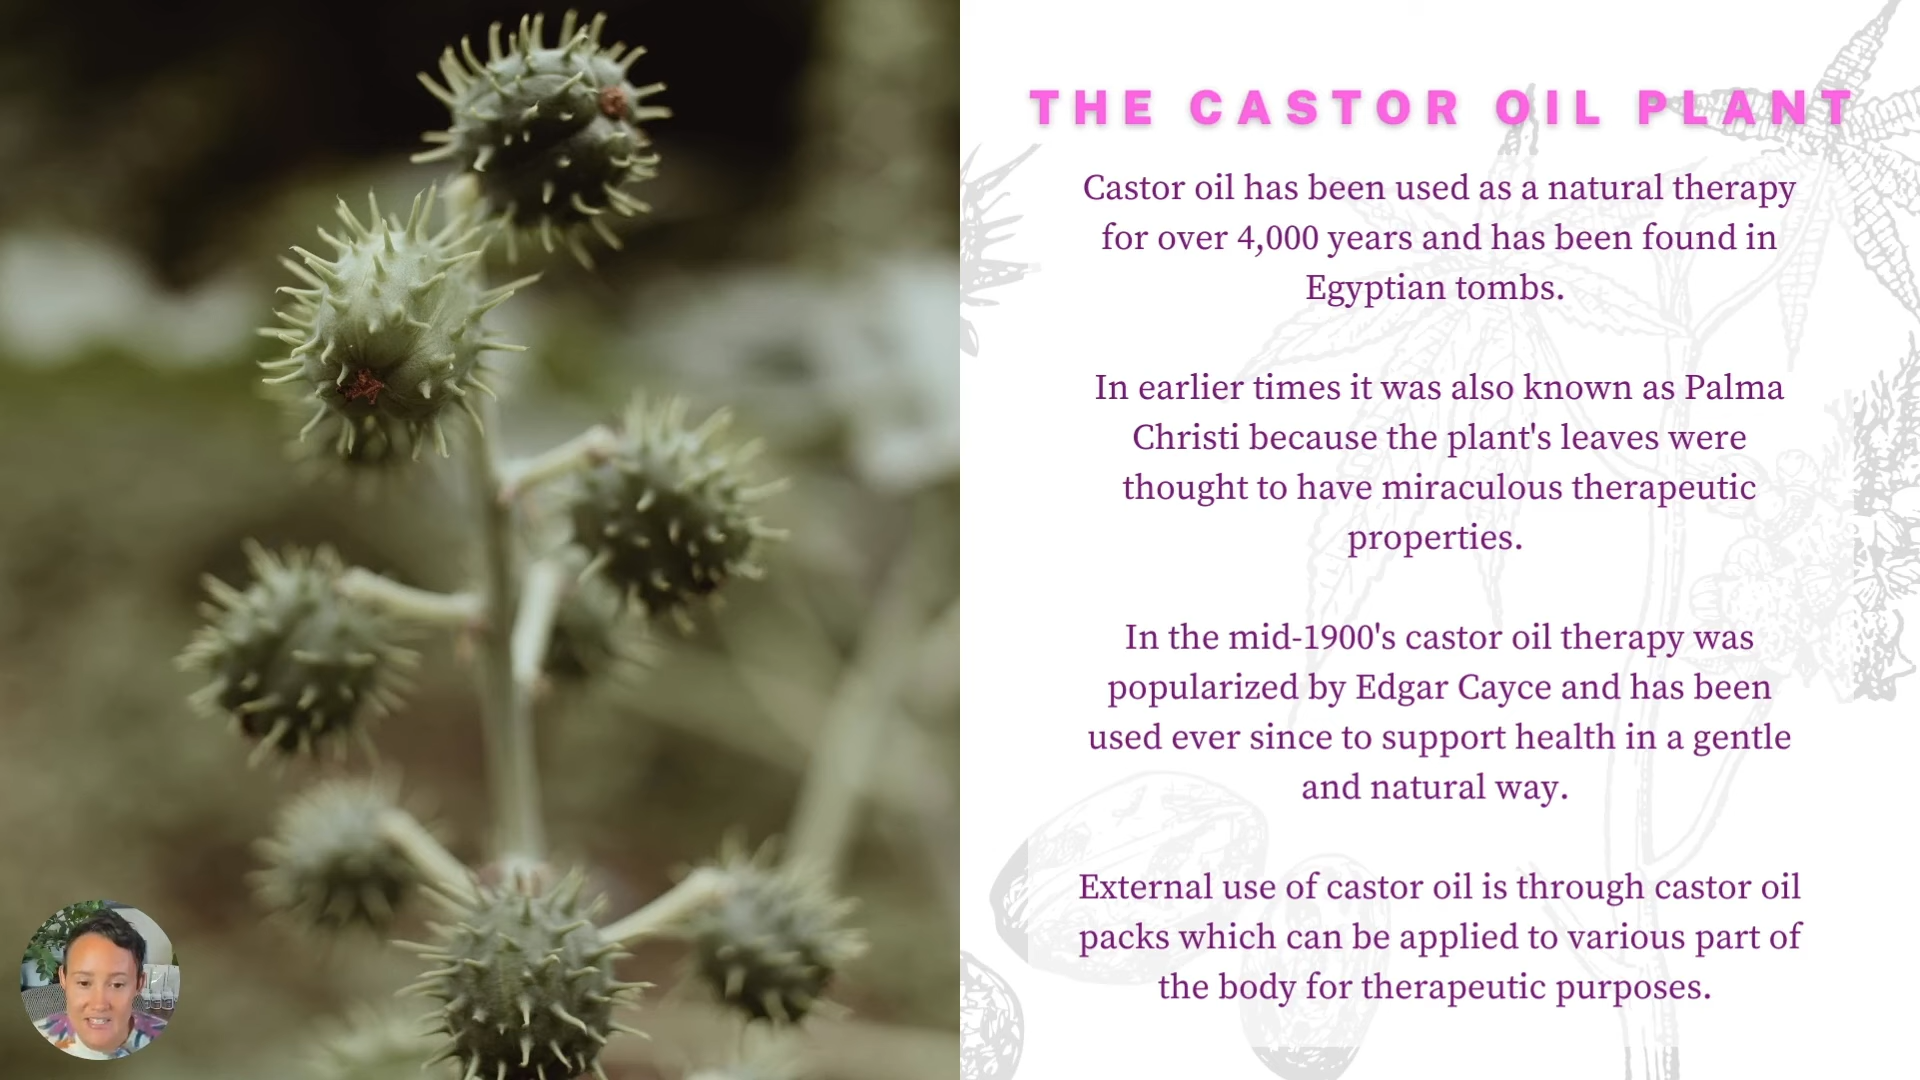 THE CASTOR OIL PLANT
Castor oil has been used as a natural therapy
for over 4,000 years and has been found in
Egyptian tombs.
In earlier times it was also known as Palma
Christi because the plant's leaves were
thought to have miraculous therapeutic
properties.
In the mid-1900's castor oil therapy was
popularized by Edgar Cayce and has been
used ever since to support health in a gentle
and natural way.
External use of castor oil is through castor oil
packs which can be applied to various part of
the body for therapeutic purposes.